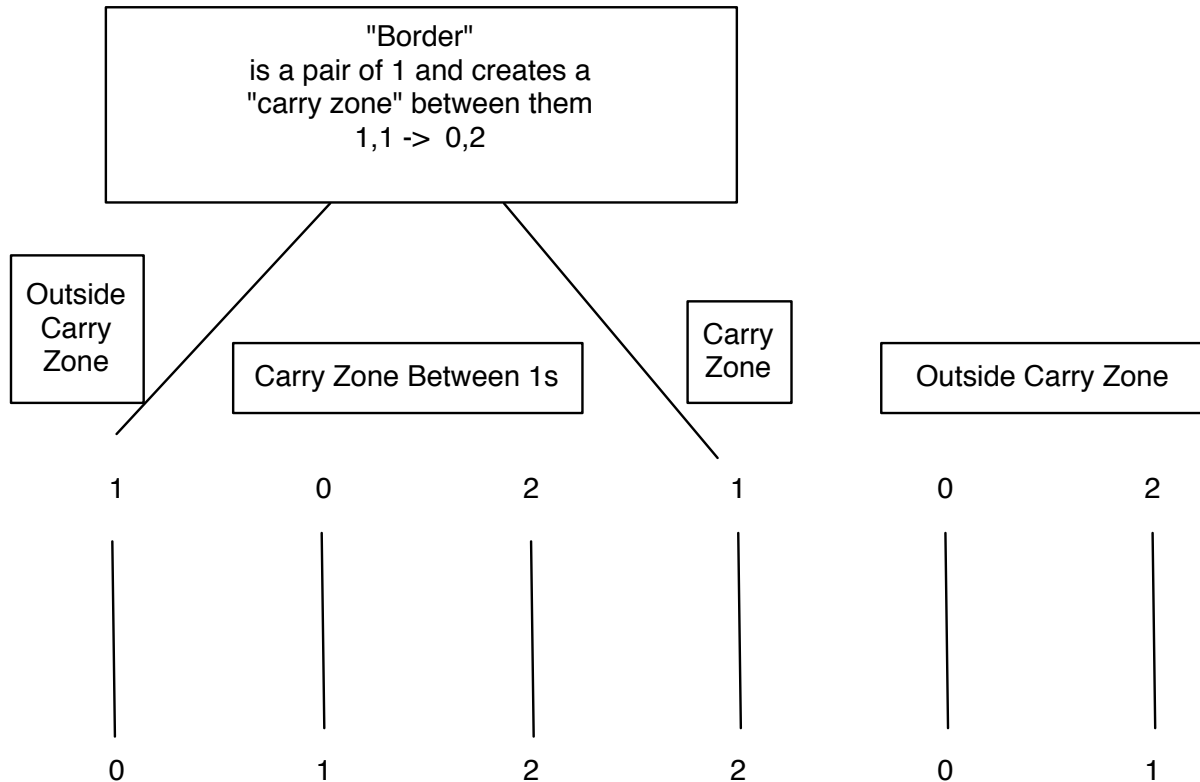 "Border"
is a pair of 1 and creates a
"carry zone" between them
1,1 -> 0,2
Outside
Carry
Zone
Carry Zone Between 1s
Carry
Zone
Outside Carry Zone
1 0 2 1 0 2
0 1 2 2 0 1